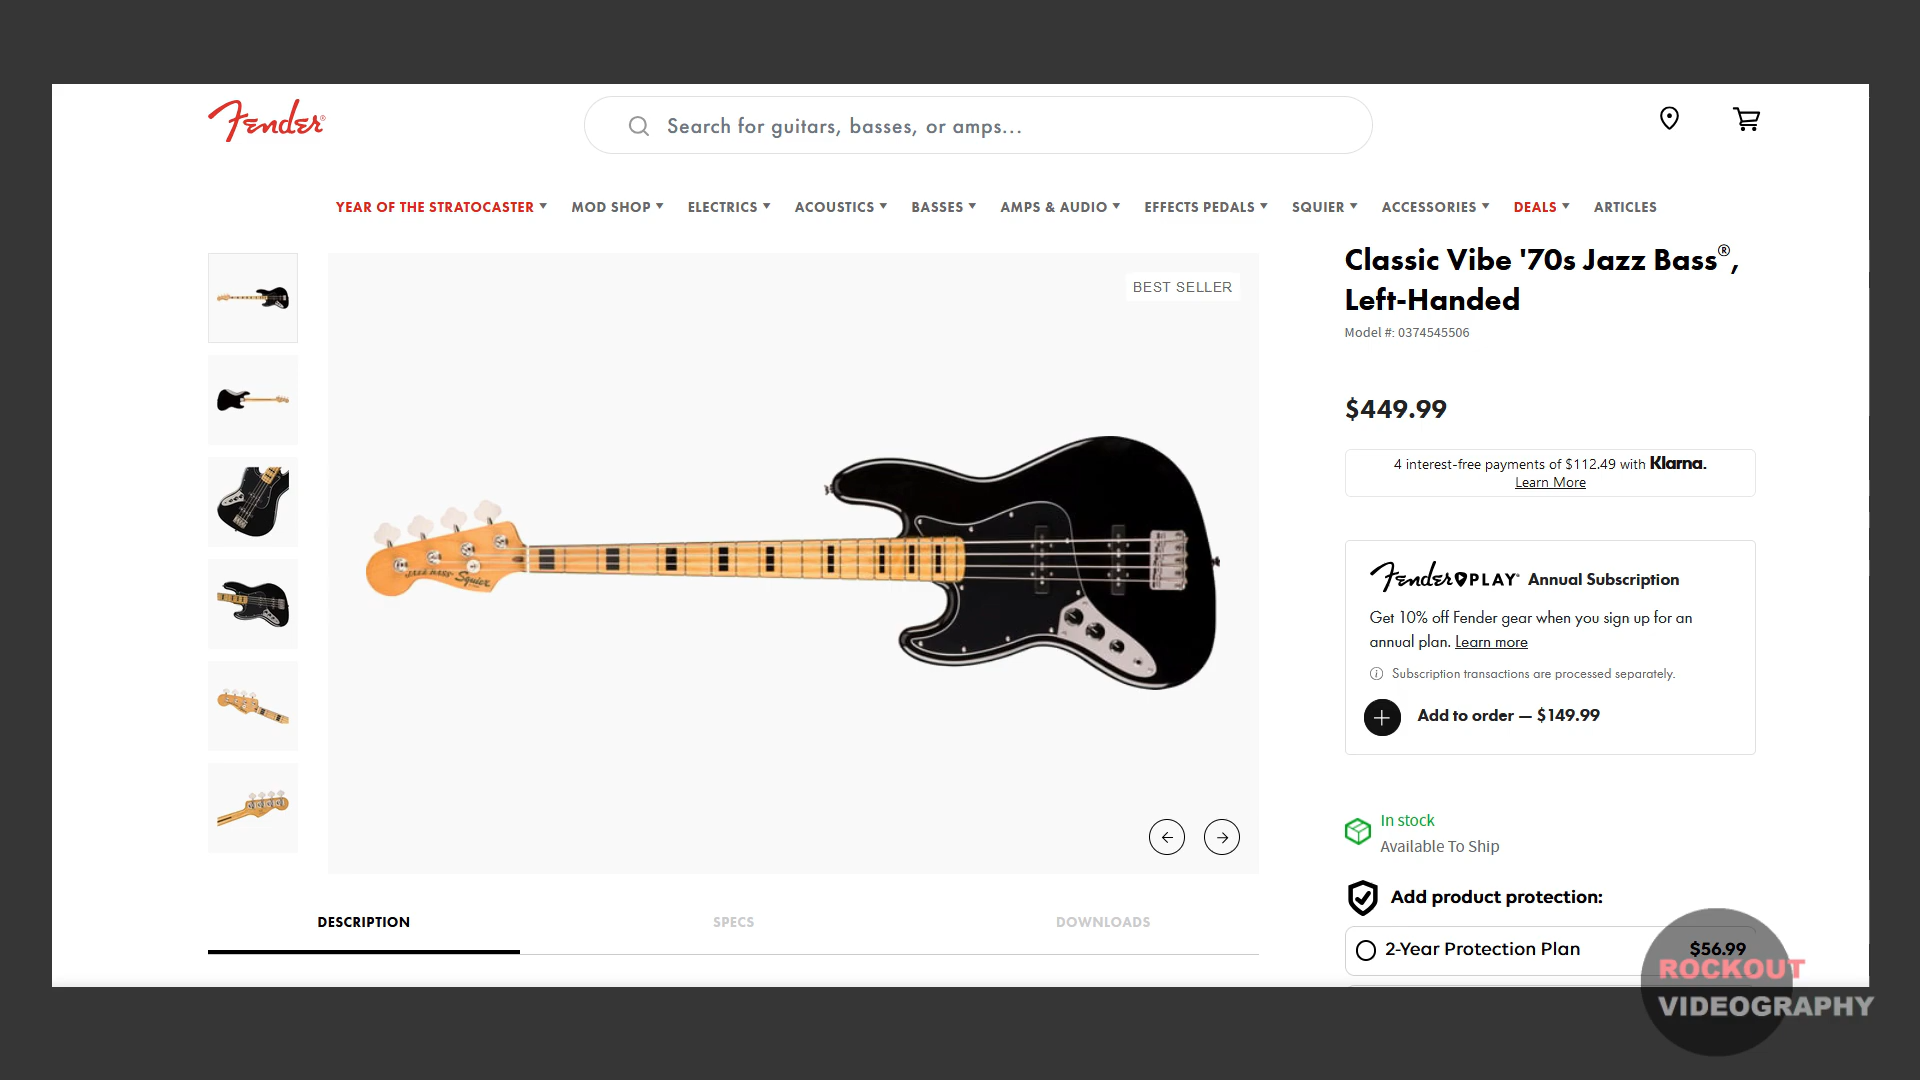 Fender®
Search for guitars, basses, or amps...
YEAR OF THE STRATOCASTER MOD SHOP ELECTRICS ACOUSTICS BASSES AMPS & AUDIO EFFECTS PEDALS SQUIER ACCESSORIES DEALS ARTICLES
BEST SELLER
JAZZ BASS Squier
Classic Vibe '70s Jazz Bass®,
Left-Handed
Model #: 0374545506
$449.99
4 interest-free payments of $112.49 with Klarna.
Learn More
Fender PLAY® Annual Subscription
Get 10% off Fender gear when you sign up for an
annual plan. Learn more
Subscription transactions are processed separately.
Add to order — $149.99
In stock
Available To Ship
Add product protection:
2-Year Protection Plan $56.99
DESCRIPTION SPECS DOWNLOADS
ROCKOUT
VIDEOGRAPHY